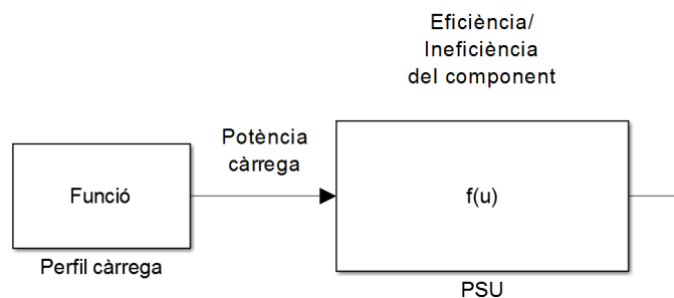 Eficiència/
Ineficiència
del component
Potència
càrrega
Funció
f(u)
Perfil càrrega
PSU